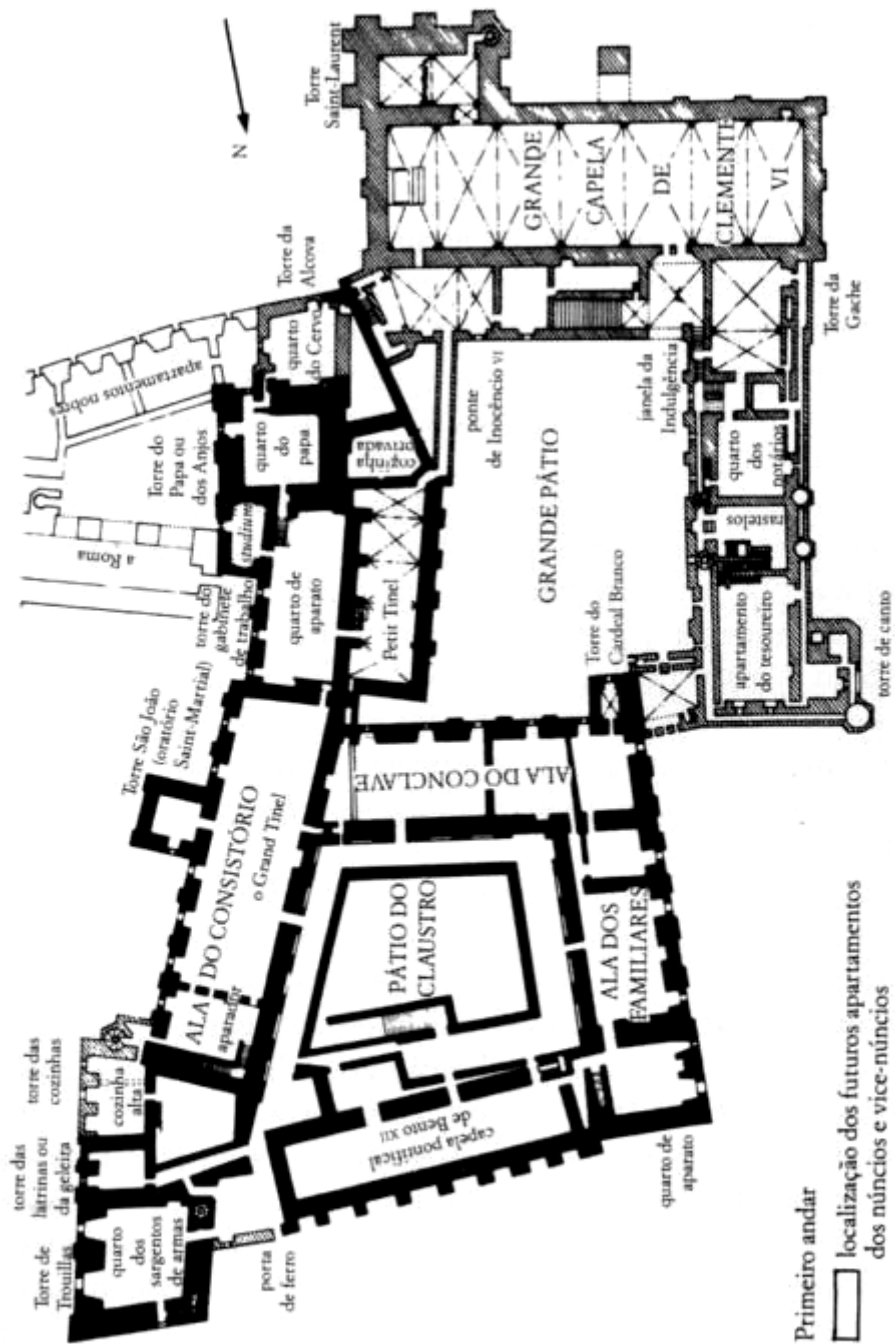 Torre de
Trouillas
torre das
latrinas ou
da geleira
torre das
cozinhas
quarto
dos
sargentos
de armas
cozinha
alta
porta
de ferro
ALA DO CONSISTÓRIO
o Grand Tinel
aparador
Torre São João
(oratório
Saint-Martial)
torre do
gabinete
de trabalho
a Roma
studium
quarto de
aparato
Torre do
Papa ou
dos Anjos
quarto
do
papa
apartamentos nobres
quarto
do Cervo
Torre da
Alcova
cozinha
privada
Petit Tinel
N
Torre
Saint-Laurent
GRANDE
CAPELA
DE
CLEMENTE
VI
ponte
de Inocêncio VI
GRANDE PÁTIO
janela da
Indulgência
Torre da
Gache
quarto
dos
notários
rastelos
apartamento
do tesoureiro
torre de canto
Torre do
Cardeal Branco
ALA DO CONCLAVE
PÁTIO DO
CLAUSTRO
ALA DOS
FAMILIARES
capela pontifical
de Bento XII
quarto de
aparato
Primeiro andar
localização dos futuros apartamentos
dos núncios e vice-núncios